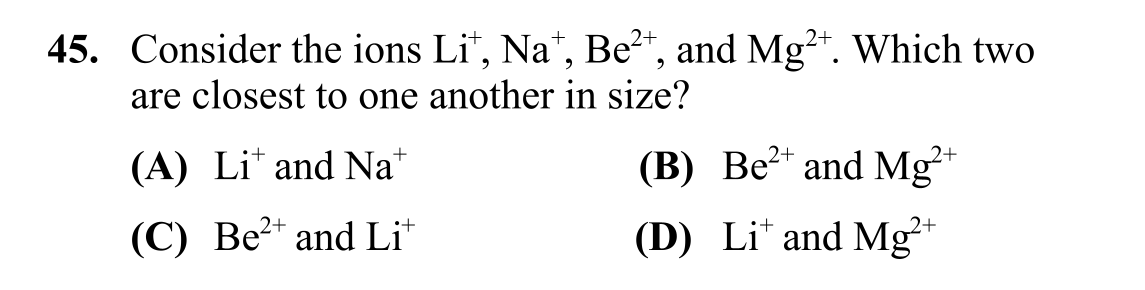 45. Consider the ions Li⁺, Na⁺, Be²⁺, and Mg²⁺. Which two
are closest to one another in size?
(A) Li⁺ and Na⁺ (B) Be²⁺ and Mg²⁺
(C) Be²⁺ and Li⁺ (D) Li⁺ and Mg²⁺